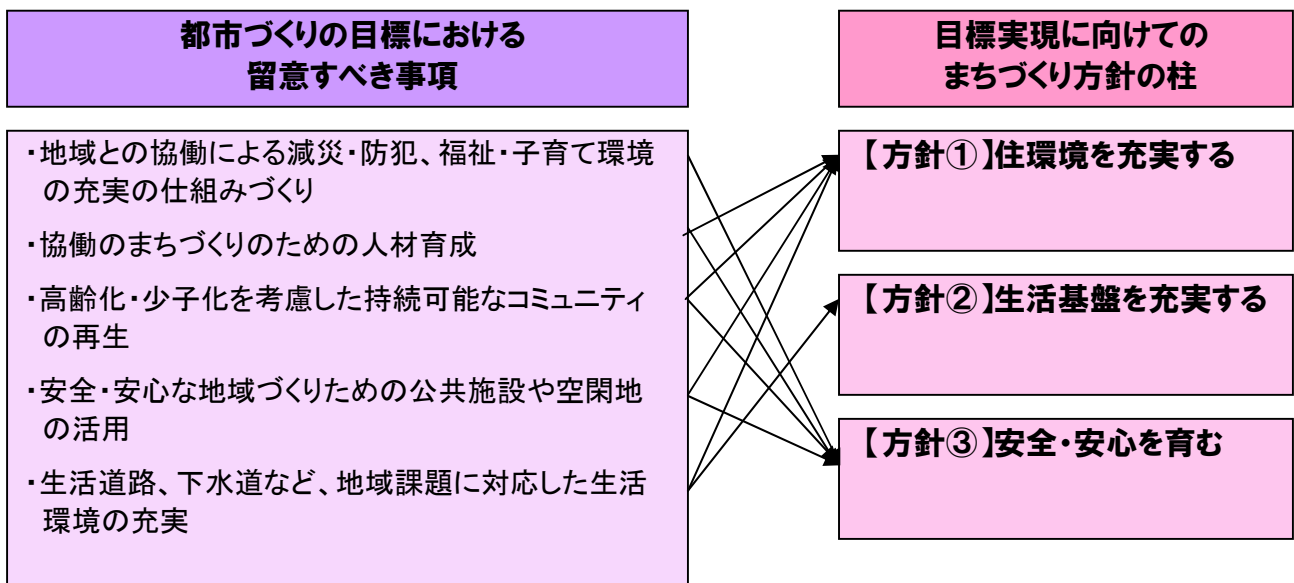 都市づくりの目標における
留意すべき事項
目標実現に向けての
まちづくり方針の柱
・地域との協働による減災・防犯、福祉・子育て環境
の充実の仕組みづくり
・協働のまちづくりのための人材育成
・高齢化・少子化を考慮した持続可能なコミュニティ
の再生
・安全・安心な地域づくりための公共施設や空閑地
の活用
・生活道路、下水道など、地域課題に対応した生活
環境の充実
【方針①】住環境を充実する
【方針②】生活基盤を充実する
【方針③】安全・安心を育む